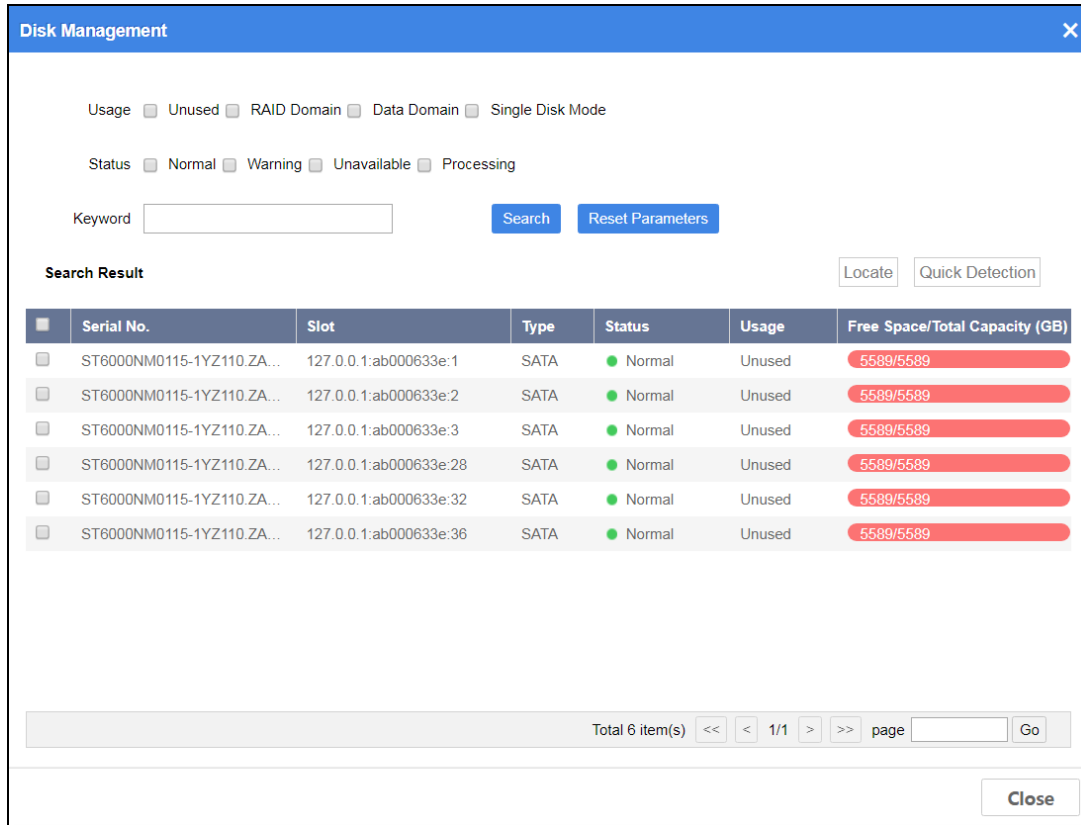 Disk Management
Usage Unused RAID Domain Data Domain Single Disk Mode
Status Normal Warning Unavailable Processing
Keyword Search Reset Parameters
Search Result Locate Quick Detection
Serial No. Slot Type Status Usage Free Space/Total Capacity (GB)
ST6000NM0115-1YZ110.ZA... 127.0.0.1:ab000633e:1 SATA Normal Unused 5589/5589
ST6000NM0115-1YZ110.ZA... 127.0.0.1:ab000633e:2 SATA Normal Unused 5589/5589
ST6000NM0115-1YZ110.ZA... 127.0.0.1:ab000633e:3 SATA Normal Unused 5589/5589
ST6000NM0115-1YZ110.ZA... 127.0.0.1:ab000633e:28 SATA Normal Unused 5589/5589
ST6000NM0115-1YZ110.ZA... 127.0.0.1:ab000633e:32 SATA Normal Unused 5589/5589
ST6000NM0115-1YZ110.ZA... 127.0.0.1:ab000633e:36 SATA Normal Unused 5589/5589
Total 6 item(s) << < 1/1 > >> page Go
Close